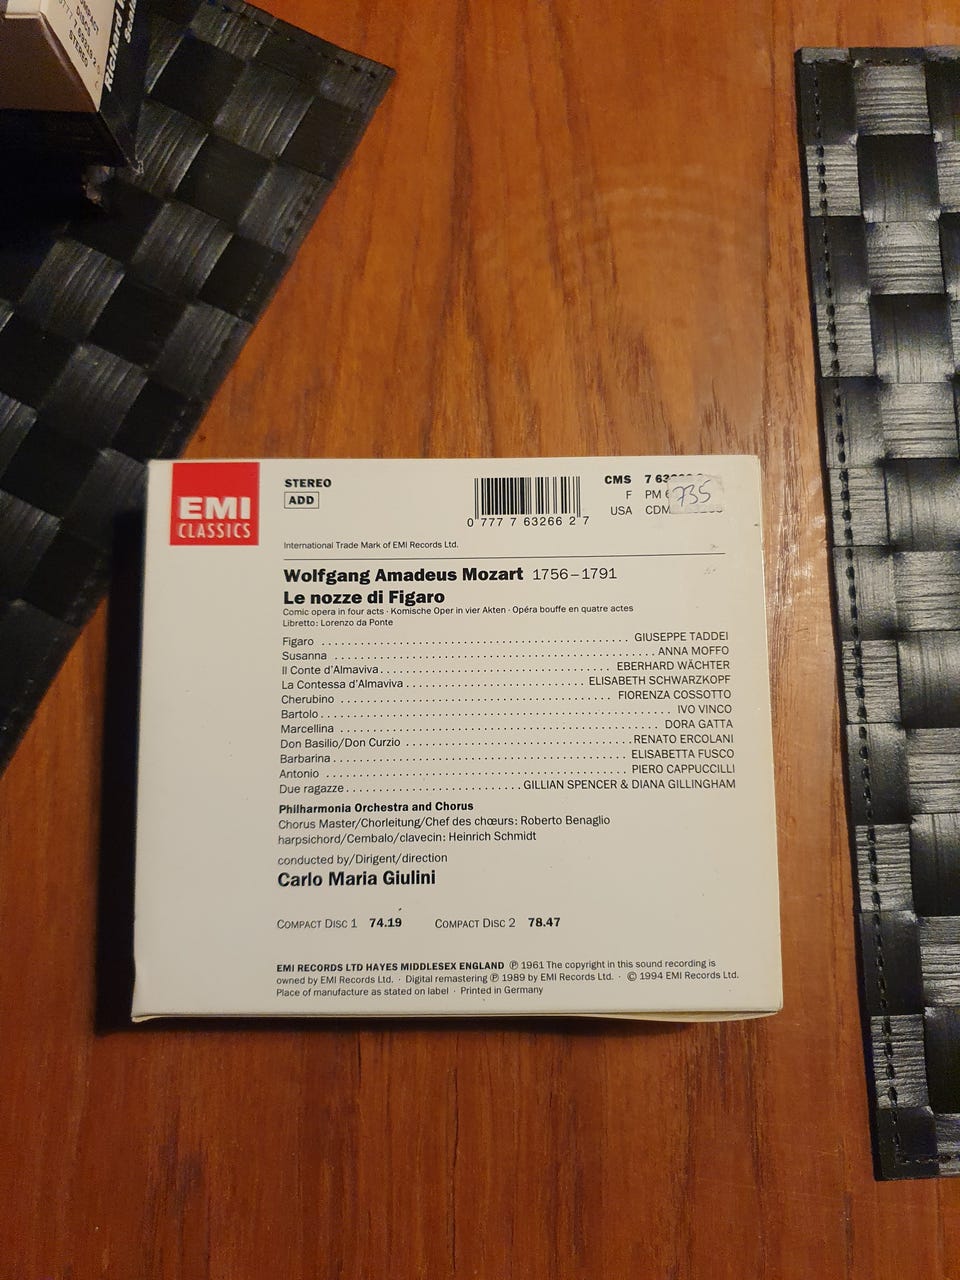 COMPACT
DISCS
STEREO
Richard
EMI
CLASSICS
STEREO
ADD
0 777 7 63266 2 7
CMS 7
F PM
USA CDM
735
International Trade Mark of EMI Records Ltd.
Wolfgang Amadeus Mozart 1756–1791
Le nozze di Figaro
Comic opera in four acts · Komische Oper in vier Akten · Opéra bouffe en quatre actes
Libretto: Lorenzo da Ponte
Figaro . . . . . . . . . . GIUSEPPE TADDEI
Susanna . . . . . . . . . . ANNA MOFFO
Il Conte d'Almaviva . . . . . . . . . . EBERHARD WÄCHTER
La Contessa d'Almaviva . . . . . . . . . . ELISABETH SCHWARZKOPF
Cherubino . . . . . . . . . . FIORENZA COSSOTTO
Bartolo . . . . . . . . . . IVO VINCO
Marcellina . . . . . . . . . . DORA GATTA
Don Basilio/Don Curzio . . . . . . . . . . RENATO ERCOLANI
Barbarina . . . . . . . . . . ELISABETTA FUSCO
Antonio . . . . . . . . . . PIERO CAPPUCCILLI
Due ragazze . . . . . . . . . . GILLIAN SPENCER & DIANA GILLINGHAM
Philharmonia Orchestra and Chorus
Chorus Master/Chorleitung/Chef des chœurs: Roberto Benaglio
harpsichord/Cembalo/clavecin: Heinrich Schmidt
conducted by/Dirigent/direction
Carlo Maria Giulini
COMPACT DISC 1 74.19 COMPACT DISC 2 78.47
EMI RECORDS LTD HAYES MIDDLESEX ENGLAND ℗ 1961 The copyright in this sound recording is
owned by EMI Records Ltd. · Digital remastering ℗ 1989 by EMI Records Ltd. · © 1994 EMI Records Ltd.
Place of manufacture as stated on label · Printed in Germany